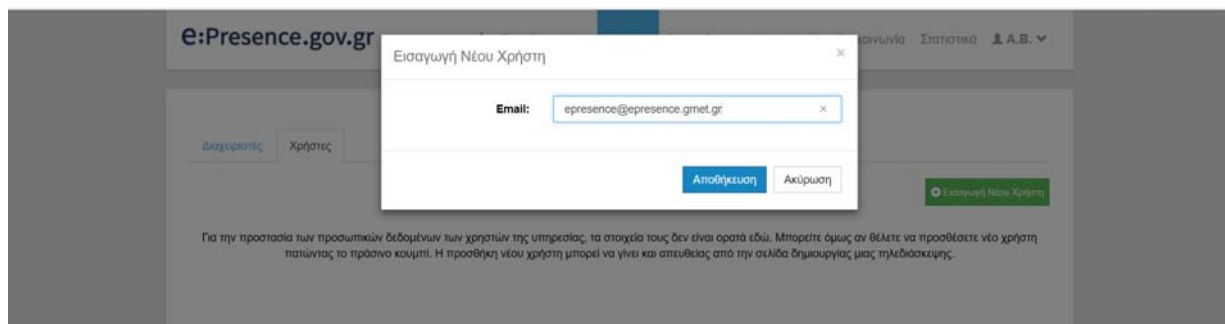 e:Presence.gov.gr
Στατιστικά Α.Β.
Εισαγωγή Νέου Χρήστη ×
Email: epresence@epresence.grnet.gr ×
Διαχειριστές Χρήστες
Αποθήκευση Ακύρωση
Εισαγωγή Νέου Χρήστη
Για την προστασία των προσωπικών δεδομένων των χρηστών της υπηρεσίας, τα στοιχεία τους δεν είναι ορατά εδώ. Μπορείτε όμως αν θέλετε να προσθέσετε νέο χρήστη
πατώντας το πράσινο κουμπί. Η προσθήκη νέου χρήστη μπορεί να γίνει και απευθείας από την σελίδα δημιουργίας μιας τηλεδιάσκεψης.